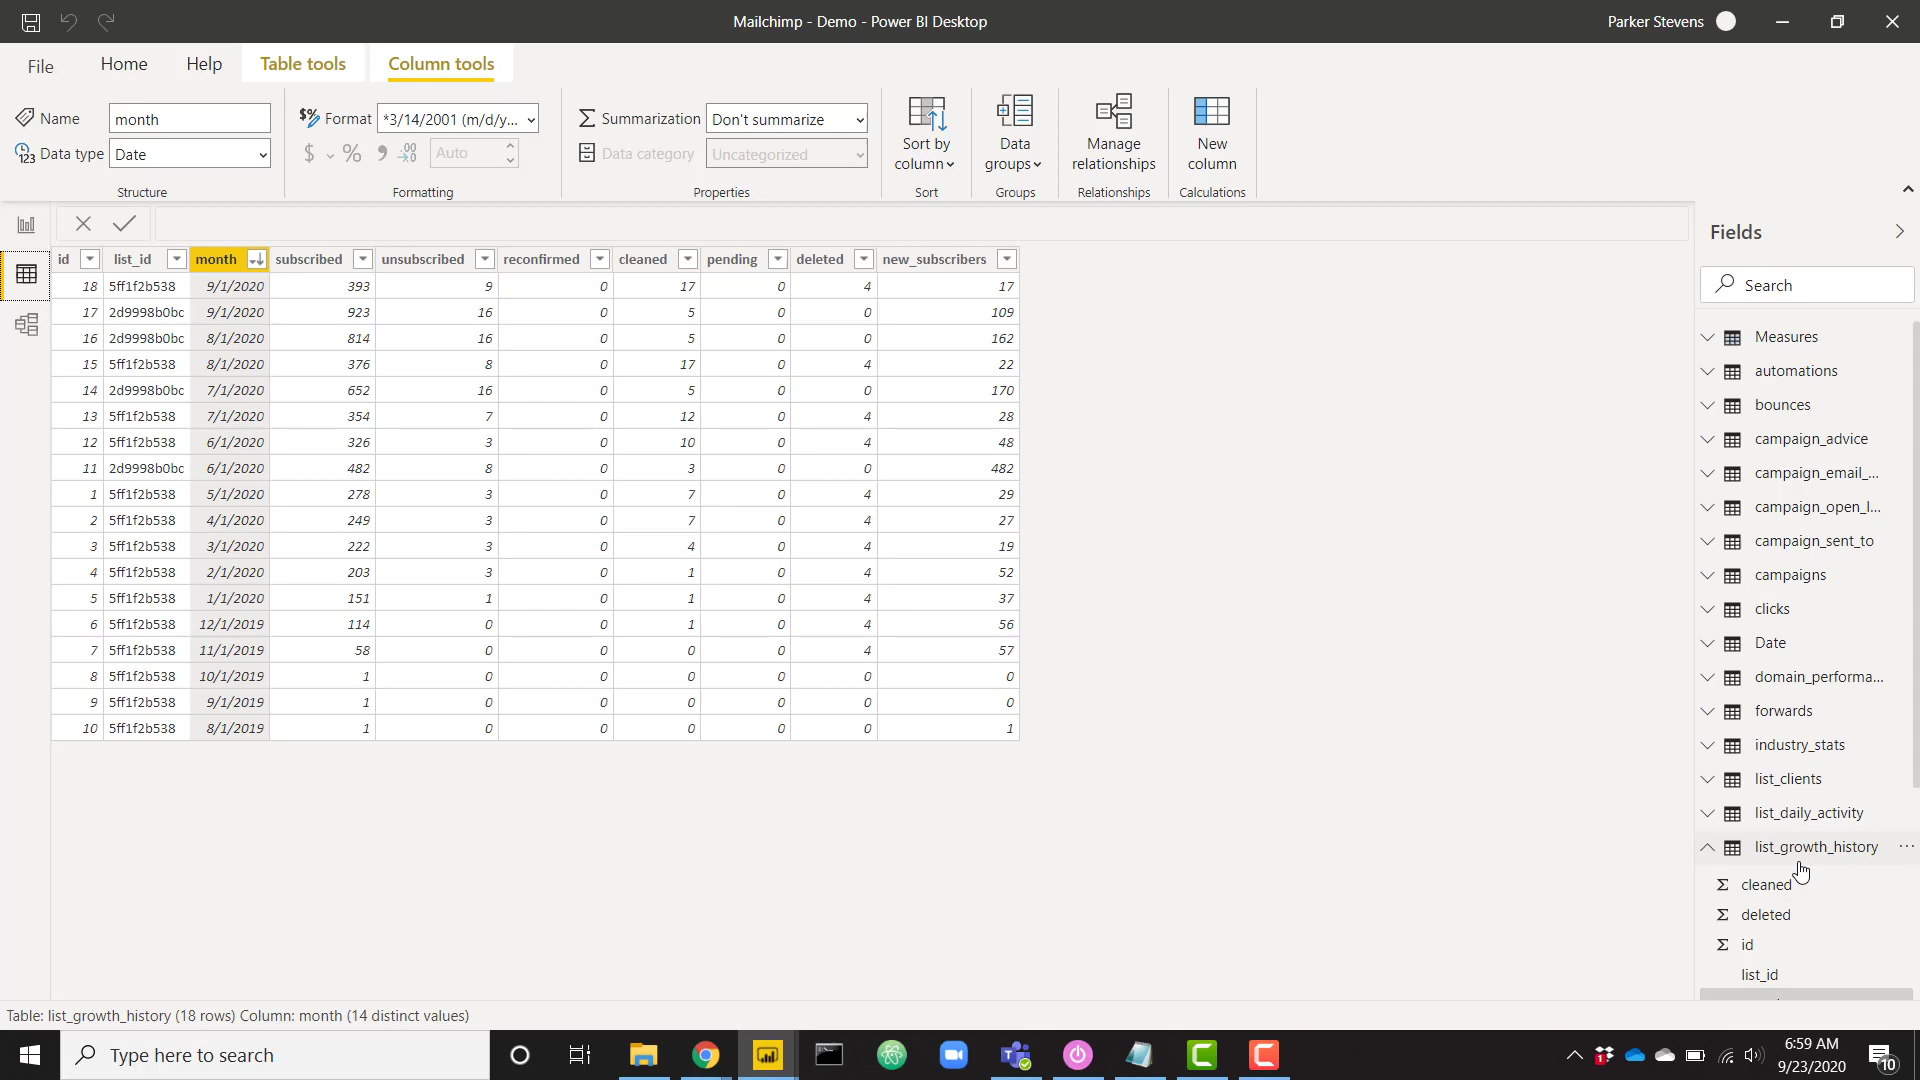 Mailchimp - Demo - Power BI Desktop
Parker Stevens
File Home Help Table tools Column tools
Name month
Data type Date
Structure
Format *3/14/2001 (m/d/y...
$ % Auto
Formatting
Summarization Don't summarize
Data category Uncategorized
Properties
Sort by
column
Sort
Data
groups
Groups
Manage
relationships
Relationships
New
column
Calculations
id list_id month subscribed unsubscribed reconfirmed cleaned pending deleted new_subscribers
18 5ff1f2b538 9/1/2020 393 9 0 17 0 4 17
17 2d9998b0bc 9/1/2020 923 16 0 5 0 0 109
16 2d9998b0bc 8/1/2020 814 16 0 5 0 0 162
15 5ff1f2b538 8/1/2020 376 8 0 17 0 4 22
14 2d9998b0bc 7/1/2020 652 16 0 5 0 0 170
13 5ff1f2b538 7/1/2020 354 7 0 12 0 4 28
12 5ff1f2b538 6/1/2020 326 3 0 10 0 4 48
11 2d9998b0bc 6/1/2020 482 8 0 3 0 0 482
1 5ff1f2b538 5/1/2020 278 3 0 7 0 4 29
2 5ff1f2b538 4/1/2020 249 3 0 7 0 4 27
3 5ff1f2b538 3/1/2020 222 3 0 4 0 4 19
4 5ff1f2b538 2/1/2020 203 3 0 1 0 4 52
5 5ff1f2b538 1/1/2020 151 1 0 1 0 4 37
6 5ff1f2b538 12/1/2019 114 0 0 1 0 4 56
7 5ff1f2b538 11/1/2019 58 0 0 0 0 4 57
8 5ff1f2b538 10/1/2019 1 0 0 0 0 0 0
9 5ff1f2b538 9/1/2019 1 0 0 0 0 0 0
10 5ff1f2b538 8/1/2019 1 0 0 0 0 0 1
Fields
Search
Measures
automations
bounces
campaign_advice
campaign_email_...
campaign_open_l...
campaign_sent_to
campaigns
clicks
Date
domain_performa...
forwards
industry_stats
list_clients
list_daily_activity
list_growth_history
cleaned
deleted
id
list_id
Table: list_growth_history (18 rows) Column: month (14 distinct values)
Type here to search
6:59 AM
9/23/2020
10